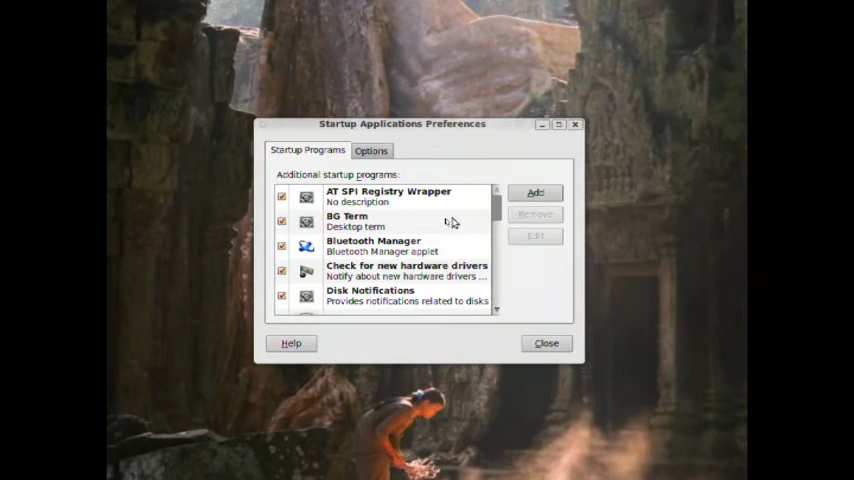 Startup Applications Preferences
Startup Programs
Options
Additional startup programs:
AT SPI Registry Wrapper
No description
BG Term
Desktop term
Bluetooth Manager
Bluetooth Manager applet
Check for new hardware drivers
Notify about new hardware drivers ...
Disk Notifications
Provides notifications related to disks
Add
Remove
Edit
Help
Close